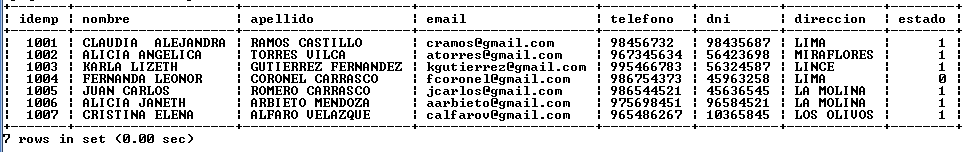 idemp | nombre | apellido | email | telefono | dni | direccion | estado
1001 | CLAUDIA  ALEJANDRA | RAMOS CASTILLO | cramos@gmail.com | 98456732 | 98435687 | LIMA | 1
1002 | ALICIA ANGELICA | TORRES VILCA | atorres@gmail.com | 967345634 | 56423698 | MIRAFLORES | 1
1003 | KARLA LIZETH | GUTIERREZ FERNANDEZ | kgutierrez@gmail.com | 995466783 | 56324587 | LINCE | 1
1004 | FERNANDA LEONOR | CORONEL CARRASCO | fcoronel@gmail.com | 986754373 | 45963258 | LIMA | 0
1005 | JUAN CARLOS | ROMERO CARRASCO | jcarlos@gmail.com | 986544521 | 45636545 | LA MOLINA | 1
1006 | ALICIA JANETH | ARBIETO MENDOZA | aarbieto@gmail.com | 975698451 | 96584521 | LA MOLINA | 1
1007 | CRISTINA ELENA | ALFARO VELAZQUE | calfarov@gmail.com | 965486267 | 10365845 | LOS OLIVOS | 1
7 rows in set (0.00 sec)